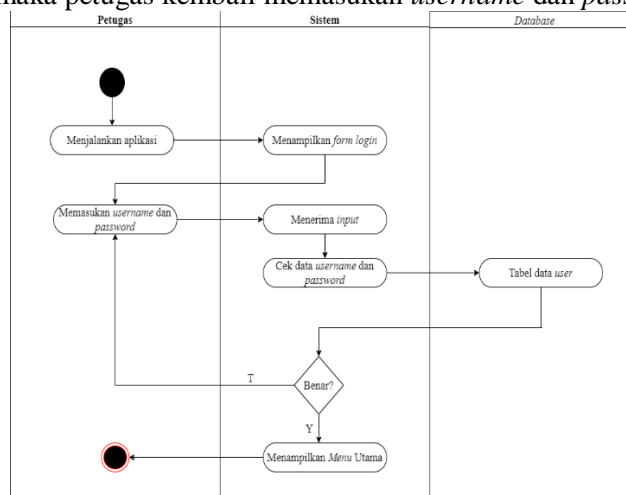 maka petugas kembali memasukan username dan
Petugas
Sistem
Database
Menjalankan aplikasi
Menampilkan form login
Memasukan username dan
password
Menerima input
Cek data username dan
password
Tabel data user
Benar?
T
Y
Menampilkan Menu Utama